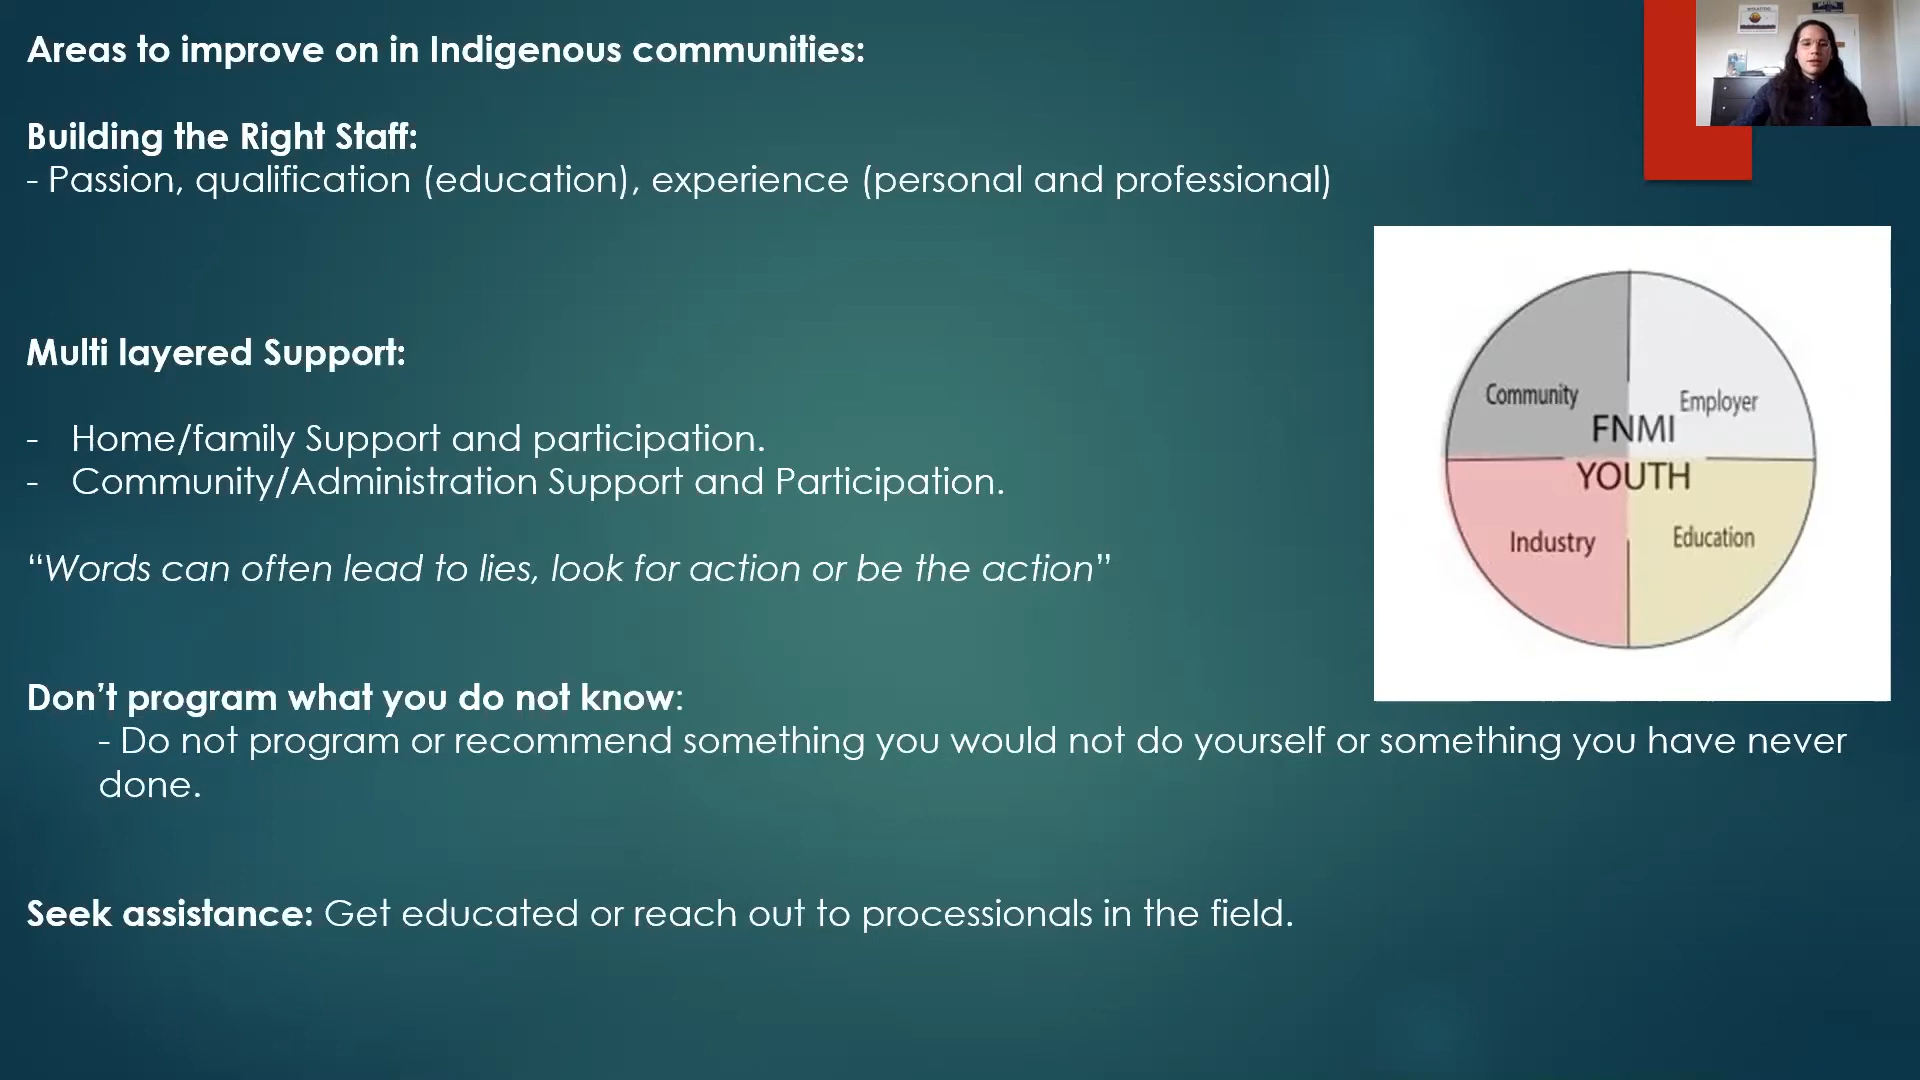 Areas to improve on in Indigenous communities:
Building the Right Staff:
- Passion, qualification (education), experience (personal and professional)
Multi layered Support:
- Home/family Support and participation.
- Community/Administration Support and Participation.
“Words can often lead to lies, look for action or be the action”
Don’t program what you do not know:
- Do not program or recommend something you would not do yourself or something you have never
done.
Seek assistance: Get educated or reach out to processionals in the field.
Community
Employer
FNMI
YOUTH
Industry
Education